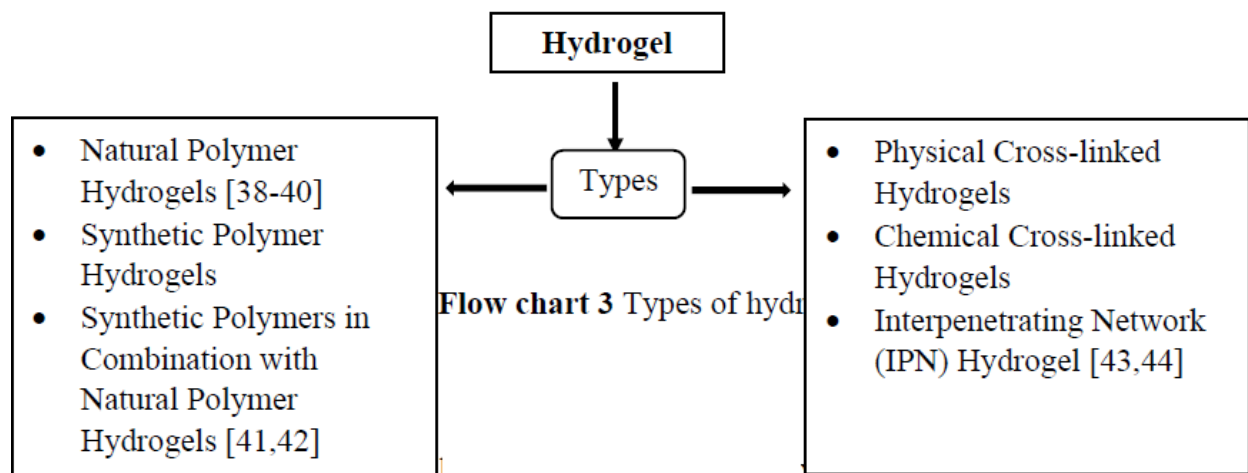 Hydrogel
Types
• Natural Polymer
Hydrogels [38-40]
• Synthetic Polymer
Hydrogels
• Synthetic Polymers in
Combination with
Natural Polymer
Hydrogels [41,42]
• Physical Cross-linked
Hydrogels
• Chemical Cross-linked
Hydrogels
• Interpenetrating Network
(IPN) Hydrogel [43,44]
Flow chart 3 Types of hydr